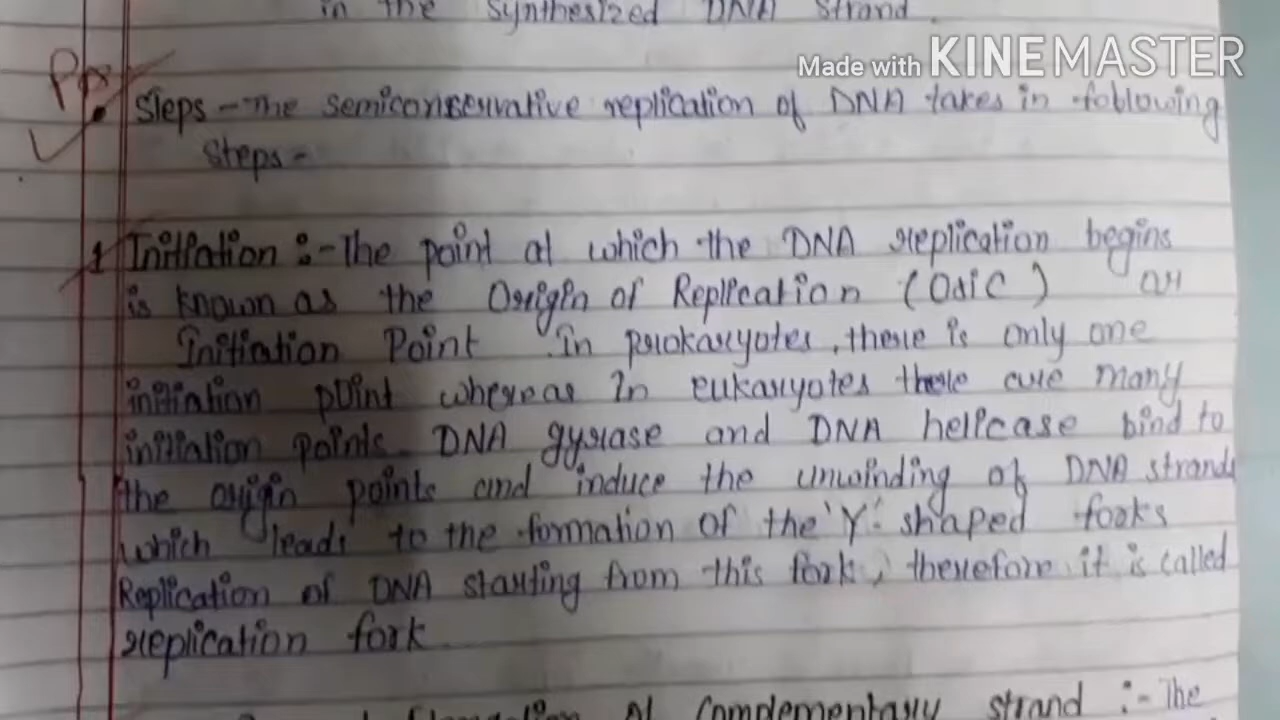 in the synthesized DNA strand
Made with KINEMASTER
Steps - The semiconservative replication of DNA takes in following
steps -
1 Initiation :- The point at which the DNA replication begins
is known as the Origin of Replication (OriC) or
Initiation Point . In prokaryotes, there is only one
initiation point whereas In eukaryotes there are many
initiation points. DNA gyrase and DNA helicase bind to
the origin points and induce the unwinding of DNA strands
which leads to the formation of the 'Y' shaped forks
Replication of DNA starting from this fork, therefore it is called
replication fork
of complementary strand :- The